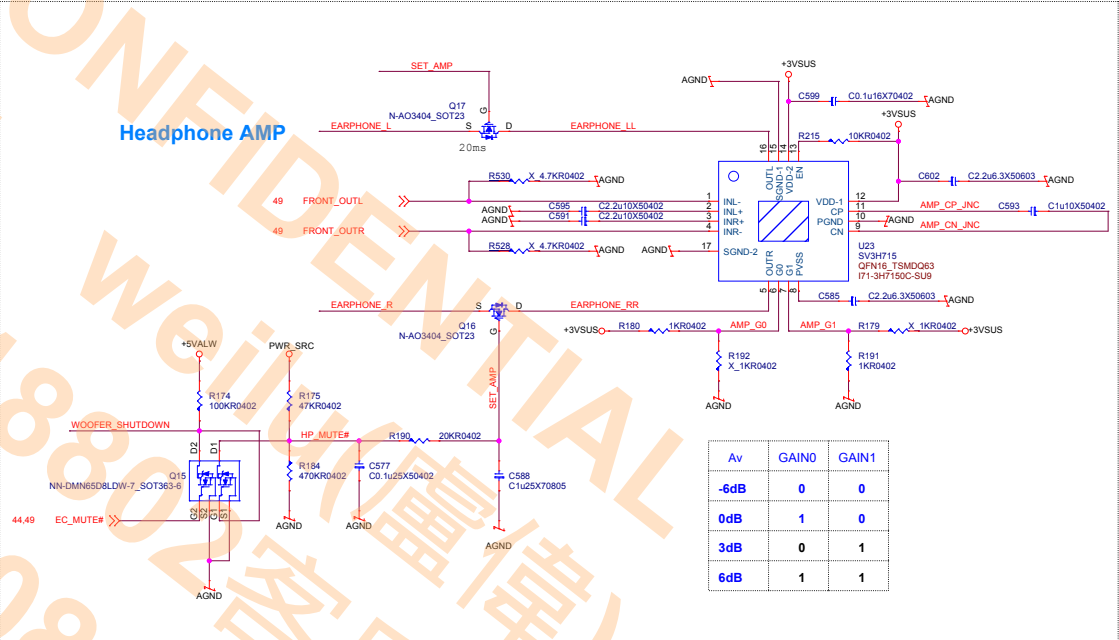 SET_AMP
Q17
N-AO3404_SOT23
G
S
D
EARPHONE_L
EARPHONE_LL
20ms
Headphone AMP
+3VSUS
AGND
C599
C0.1u16X70402
AGND
+3VSUS
R215
10KR0402
16
15
14
13
OUTL
SGND-1
VDD-2
EN
R530
X_4.7KR0402
AGND
C602
C2.2u6.3X50603
AGND
49
FRONT_OUTL
1
INL-
VDD-1
12
AGND
C595
C2.2u10X50402
2
INL+
CP
11
AMP_CP_JNC
C593
C1u10X50402
AGND
C591
C2.2u10X50402
3
INR+
PGND
10
AGND
49
FRONT_OUTR
4
INR-
CN
9
AMP_CN_JNC
R528
X_4.7KR0402
AGND
AGND
17
SGND-2
U23
SV3H715
QFN16_TSMDQ63
I71-3H7150C-SU9
OUTR
G0
G1
PVSS
5
6
7
8
EARPHONE_R
S
D
EARPHONE_RR
C585
C2.2u6.3X50603
AGND
Q16
N-AO3404_SOT23
G
+3VSUS
R180
1KR0402
AMP_G0
AMP_G1
R179
X_1KR0402
+3VSUS
R192
X_1KR0402
R191
1KR0402
AGND
AGND
+5VALW
PWR_SRC
SET_AMP
R174
100KR0402
R175
47KR0402
WOOFER_SHUTDOWN
HP_MUTE#
R190
20KR0402
D2
D1
Q15
NN-DMN65D8LDW-7_SOT363-6
R184
470KR0402
C577
C0.1u25X50402
C588
C1u25X70805
G2
S2
G1
S1
44,49
EC_MUTE#
AGND
AGND
AGND
AGND
Av GAIN0 GAIN1
-6dB 0 0
0dB 1 0
3dB 0 1
6dB 1 1
ONFIDENTIAL
weilu(盧偉)